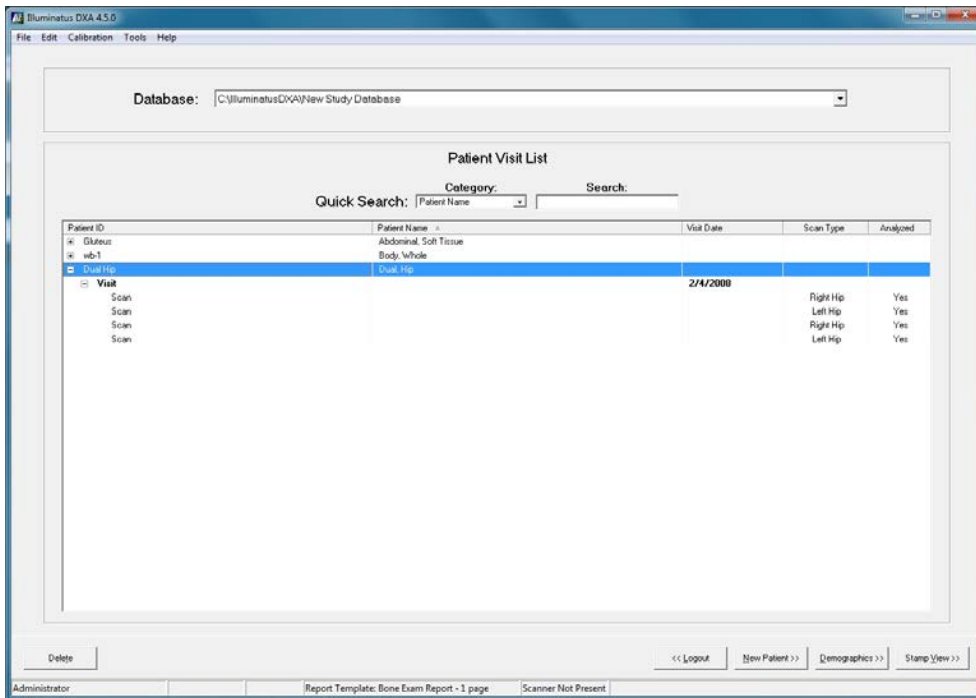 Illuminatus DXA 4.5.0
File Edit Calibration Tools Help
Database: C:\IlluminatusDXA\New Study Database
Patient Visit List
Category: Search:
Quick Search: Patient Name
Patient ID Patient Name Visit Date Scan Type Analyzed
Gluteus Abdominal, Soft Tissue
wb-1 Body, Whole
Dual Hip Dual, Hip
Visit 2/4/2008
Scan Right Hip Yes
Scan Left Hip Yes
Scan Right Hip Yes
Scan Left Hip Yes
Delete << Logout New Patient >> Demographics >> Stamp View >>
Administrator Report Template: Bone Exam Report - 1 page Scanner Not Present